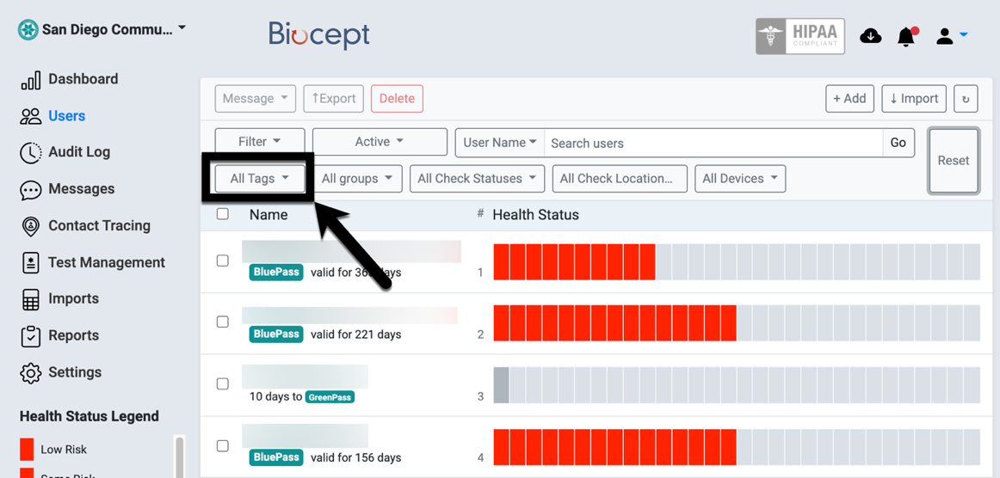 San Diego Commu...
Biocept
HIPAA
COMPLIANT
Dashboard
Users
Audit Log
Messages
Contact Tracing
Test Management
Imports
Reports
Settings
Health Status Legend
Low Risk
Some Risk
Message
↑Export
Delete
+ Add
↓ Import
↻
Filter
Active
User Name
Search users
Go
Reset
All Tags
All groups
All Check Statuses
All Check Location...
All Devices
Name
# Health Status
BluePass valid for 36 days
1
BluePass valid for 221 days
2
10 days to GreenPass
3
BluePass valid for 156 days
4